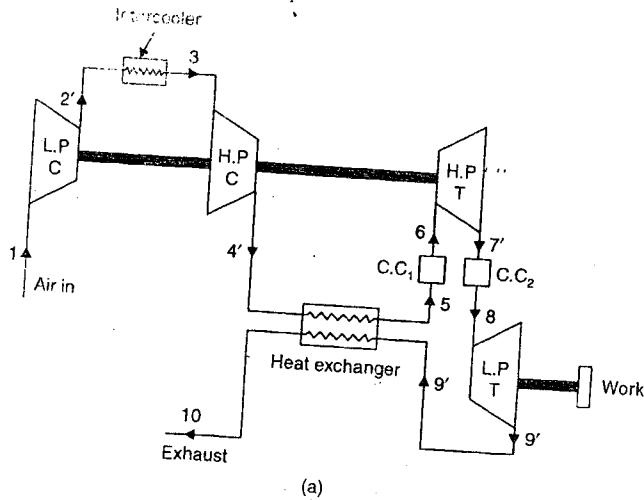 Intercooler
3
2'
L.P
C
H.P
C
H.P
T
1
Air in
4'
6
7'
C.C₁
C.C₂
5
8
Heat exchanger
9'
L.P
T
Work
10
Exhaust
9'
(a)